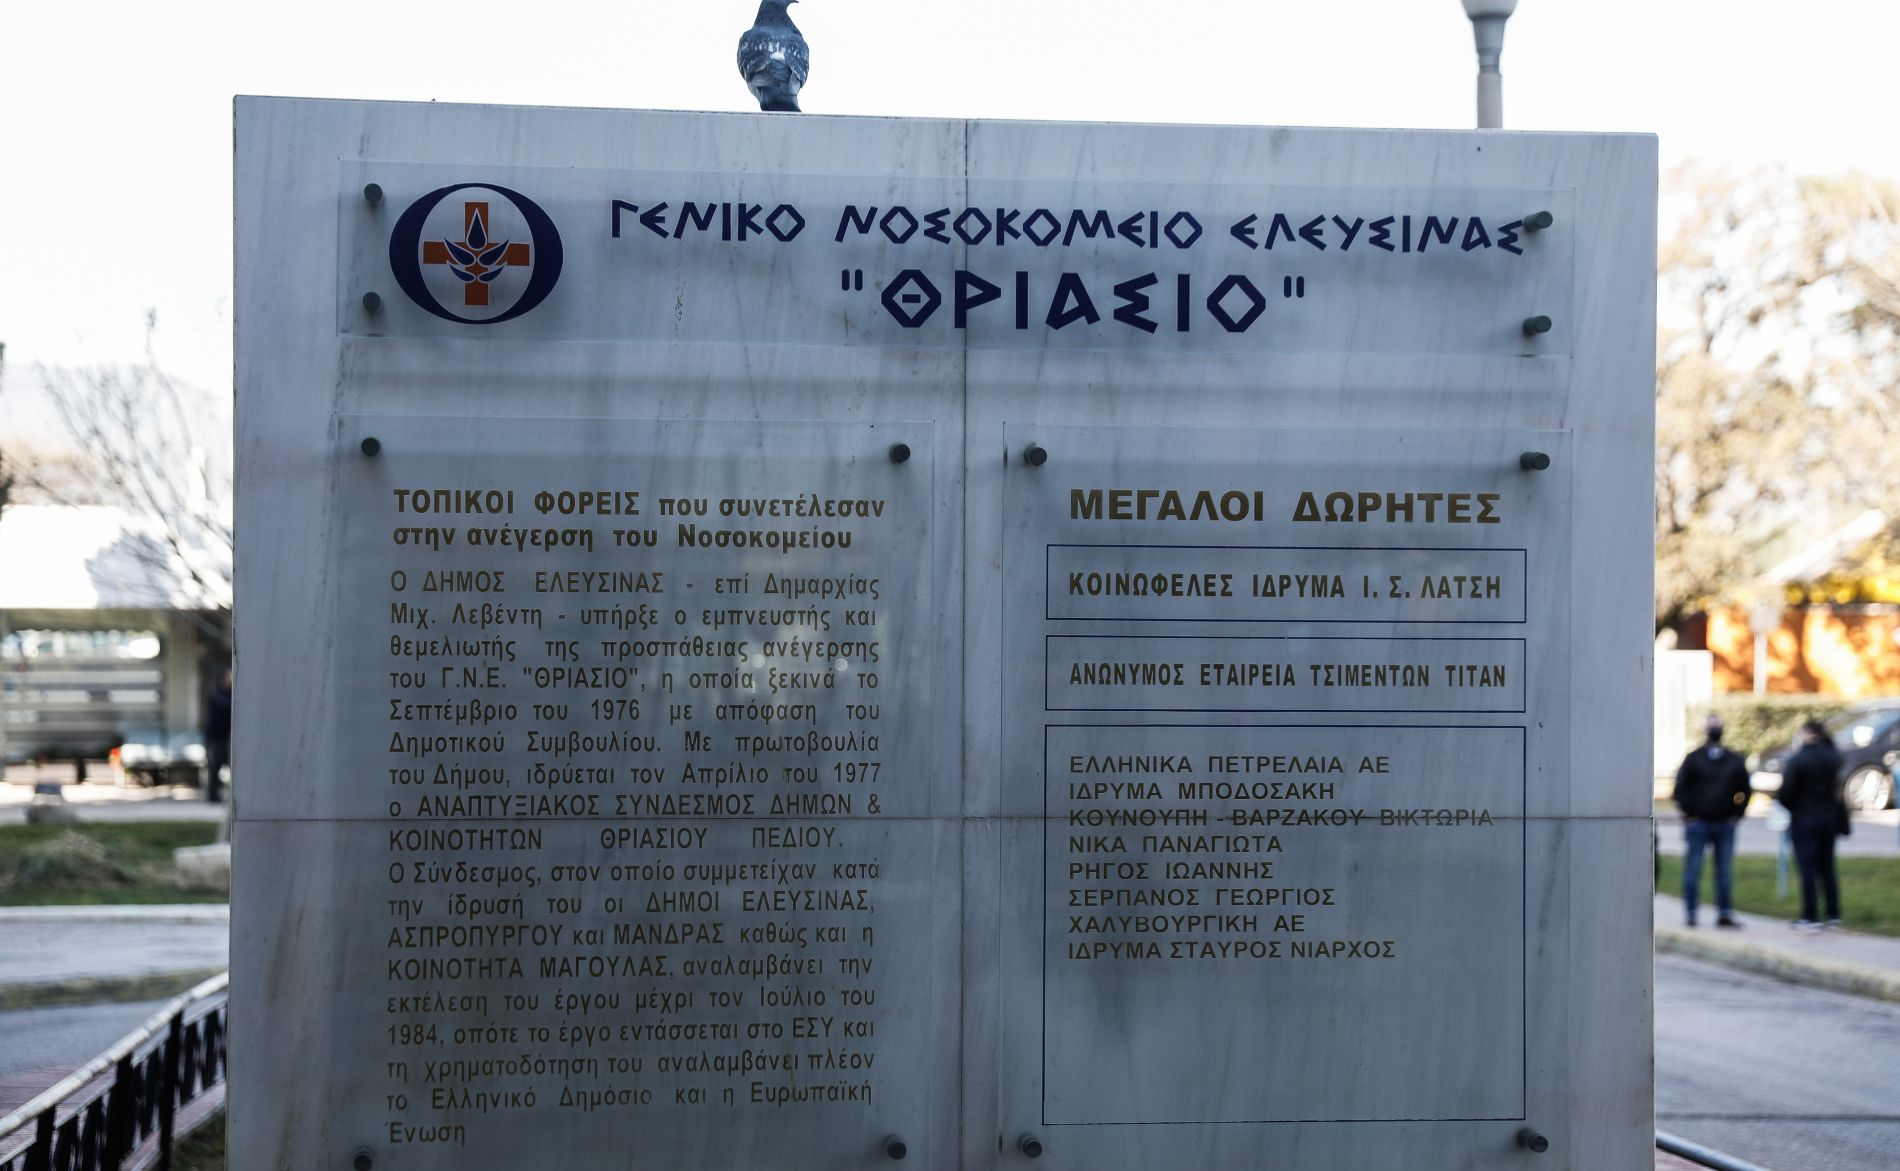 ΓΕΝΙΚΟ ΝΟΣΟΚΟΜΕΙΟ ΕΛΕΥΣΙΝΑΣ
"ΘΡΙΑΣΙΟ"
ΤΟΠΙΚΟΙ ΦΟΡΕΙΣ που συνετέλεσαν
στην ανέγερση του Νοσοκομείου
Ο ΔΗΜΟΣ ΕΛΕΥΣΙΝΑΣ - επί Δημαρχίας
Μιχ. Λεβέντη - υπήρξε ο εμπνευστής και
θεμελιωτής της προσπάθειας ανέγερσης
του Γ.Ν.Ε. "ΘΡΙΑΣΙΟ", η οποία ξεκινά το
Σεπτέμβριο του 1976 με απόφαση του
Δημοτικού Συμβουλίου. Με πρωτοβουλία
του Δήμου, ιδρύεται τον Απρίλιο του 1977
ο ΑΝΑΠΤΥΞΙΑΚΟΣ ΣΥΝΔΕΣΜΟΣ ΔΗΜΩΝ &
ΚΟΙΝΟΤΗΤΩΝ ΘΡΙΑΣΙΟΥ ΠΕΔΙΟΥ.
Ο Σύνδεσμος, στον οποίο συμμετείχαν κατά
την ίδρυσή του οι ΔΗΜΟΙ ΕΛΕΥΣΙΝΑΣ,
ΑΣΠΡΟΠΥΡΓΟΥ και ΜΑΝΔΡΑΣ καθώς και η
ΚΟΙΝΟΤΗΤΑ ΜΑΓΟΥΛΑΣ, αναλαμβάνει την
εκτέλεση του έργου μέχρι τον Ιούλιο του
1984, οπότε το έργο εντάσσεται στο ΕΣΥ και
τη χρηματοδότηση του αναλαμβάνει πλέον
το Ελληνικό Δημόσιο και η Ευρωπαϊκή
Ένωση
ΜΕΓΑΛΟΙ ΔΩΡΗΤΕΣ
ΚΟΙΝΩΦΕΛΕΣ ΙΔΡΥΜΑ Ι. Σ. ΛΑΤΣΗ
ΑΝΩΝΥΜΟΣ ΕΤΑΙΡΕΙΑ ΤΣΙΜΕΝΤΩΝ ΤΙΤΑΝ
ΕΛΛΗΝΙΚΑ ΠΕΤΡΕΛΑΙΑ ΑΕ
ΙΔΡΥΜΑ ΜΠΟΔΟΣΑΚΗ
ΚΟΥΝΟΥΠΗ - ΒΑΡΖΑΚΟΥ ΒΙΚΤΩΡΙΑ
ΝΙΚΑ ΠΑΝΑΓΙΩΤΑ
ΡΗΓΟΣ ΙΩΑΝΝΗΣ
ΣΕΡΠΑΝΟΣ ΓΕΩΡΓΙΟΣ
ΧΑΛΥΒΟΥΡΓΙΚΗ ΑΕ
ΙΔΡΥΜΑ ΣΤΑΥΡΟΣ ΝΙΑΡΧΟΣ